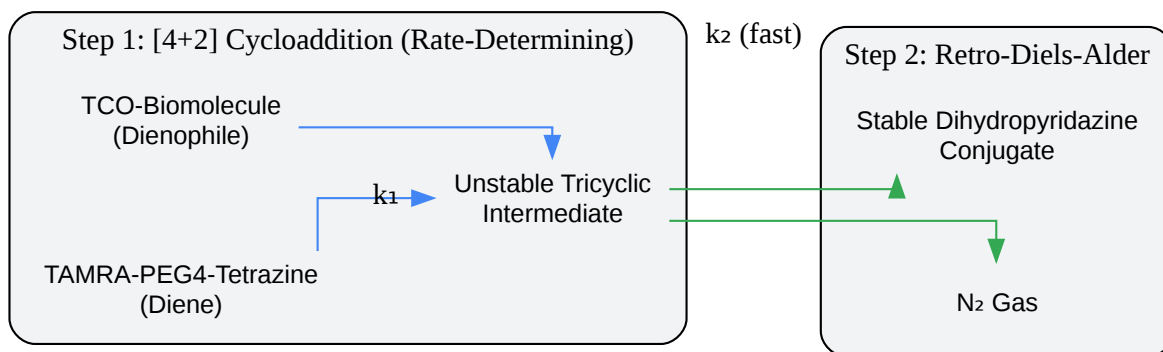 Step 1: [4+2] Cycloaddition (Rate-Determining)
TCO-Biomolecule
(Dienophile)
k₁
Unstable Tricyclic
Intermediate
TAMRA-PEG4-Tetrazine
(Diene)
k₂ (fast)
Step 2: Retro-Diels-Alder
Stable Dihydropyridazine
Conjugate
N₂ Gas